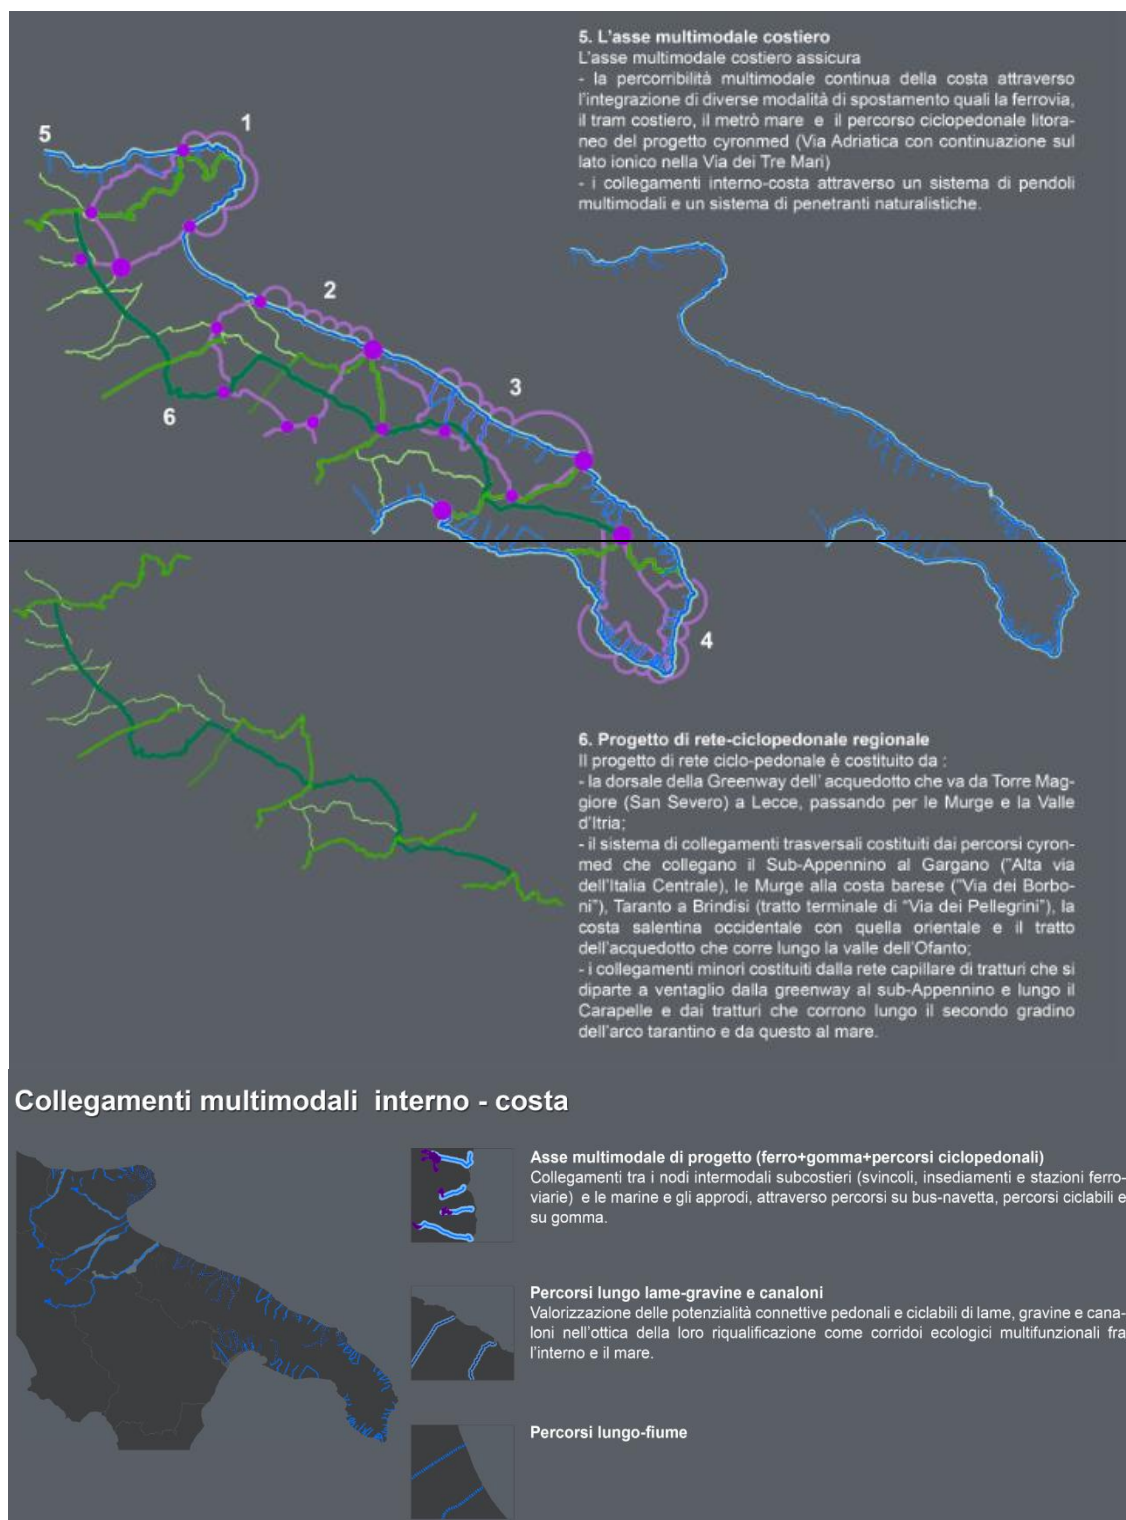 5. L'asse multimodale costiero
L'asse multimodale costiero assicura
- la percorribilità multimodale continua della costa attraverso
l'integrazione di diverse modalità di spostamento quali la ferrovia,
il tram costiero, il metrò mare e il percorso ciclopedonale litora-
neo del progetto cyronmed (Via Adriatica con continuazione sul
lato ionico nella Via dei Tre Mari)
- i collegamenti interno-costa attraverso un sistema di pendoli
multimodali e un sistema di penetranti naturalistiche.
5
1
2
3
6
4
6. Progetto di rete-ciclopedonale regionale
Il progetto di rete ciclo-pedonale è costituito da :
- la dorsale della Greenway dell' acquedotto che va da Torre Mag-
giore (San Severo) a Lecce, passando per le Murge e la Valle
d'Itria;
- il sistema di collegamenti trasversali costituiti dai percorsi cyron-
med che collegano il Sub-Appennino al Gargano ("Alta via
dell'Italia Centrale), le Murge alla costa barese ("Via dei Borbo-
ni"), Taranto a Brindisi (tratto terminale di "Via dei Pellegrini"), la
costa salentina occidentale con quella orientale e il tratto
dell'acquedotto che corre lungo la valle dell'Ofanto;
- i collegamenti minori costituiti dalla rete capillare di tratturi che si
diparte a ventaglio dalla greenway al sub-Appennino e lungo il
Carapelle e dai tratturi che corrono lungo il secondo gradino
dell'arco tarantino e da questo al mare.
Collegamenti multimodali interno - costa
Asse multimodale di progetto (ferro+gomma+percorsi ciclopedonali)
Collegamenti tra i nodi intermodali subcostieri (svincoli, insediamenti e stazioni ferro-
viarie) e le marine e gli approdi, attraverso percorsi su bus-navetta, percorsi ciclabili e
su gomma.
Percorsi lungo lame-gravine e canaloni
Valorizzazione delle potenzialità connettive pedonali e ciclabili di lame, gravine e cana-
loni nell'ottica della loro riqualificazione come corridoi ecologici multifunzionali fra
l'interno e il mare.
Percorsi lungo-fiume